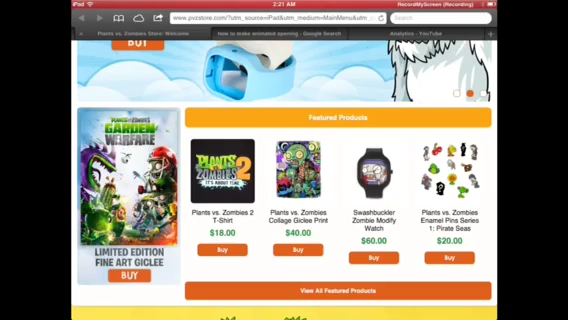 iPad
2:21 AM
RecordMyScreen (Recording)
www.pvzstore.com/?utm_source=iPad&utm_medium=MainMenu&utm_
Search
Plants vs. Zombies Store: Welcome
how to make animated opening - Google Search
Analytics - YouTube
BUY
Featured Products
PLANTS vs. ZOMBIES
GARDEN
WARFARE
LIMITED EDITION
FINE ART GICLEE
BUY
PLANTS vs.
ZOMBIES 2
IT'S ABOUT TIME
Plants vs. Zombies 2
T-Shirt
$18.00
Buy
Plants vs. Zombies
Collage Giclee Print
$40.00
Buy
Swashbuckler
Zombie Modify
Watch
$60.00
Buy
Plants vs. Zombies
Enamel Pins Series
1: Pirate Seas
$20.00
Buy
View All Featured Products